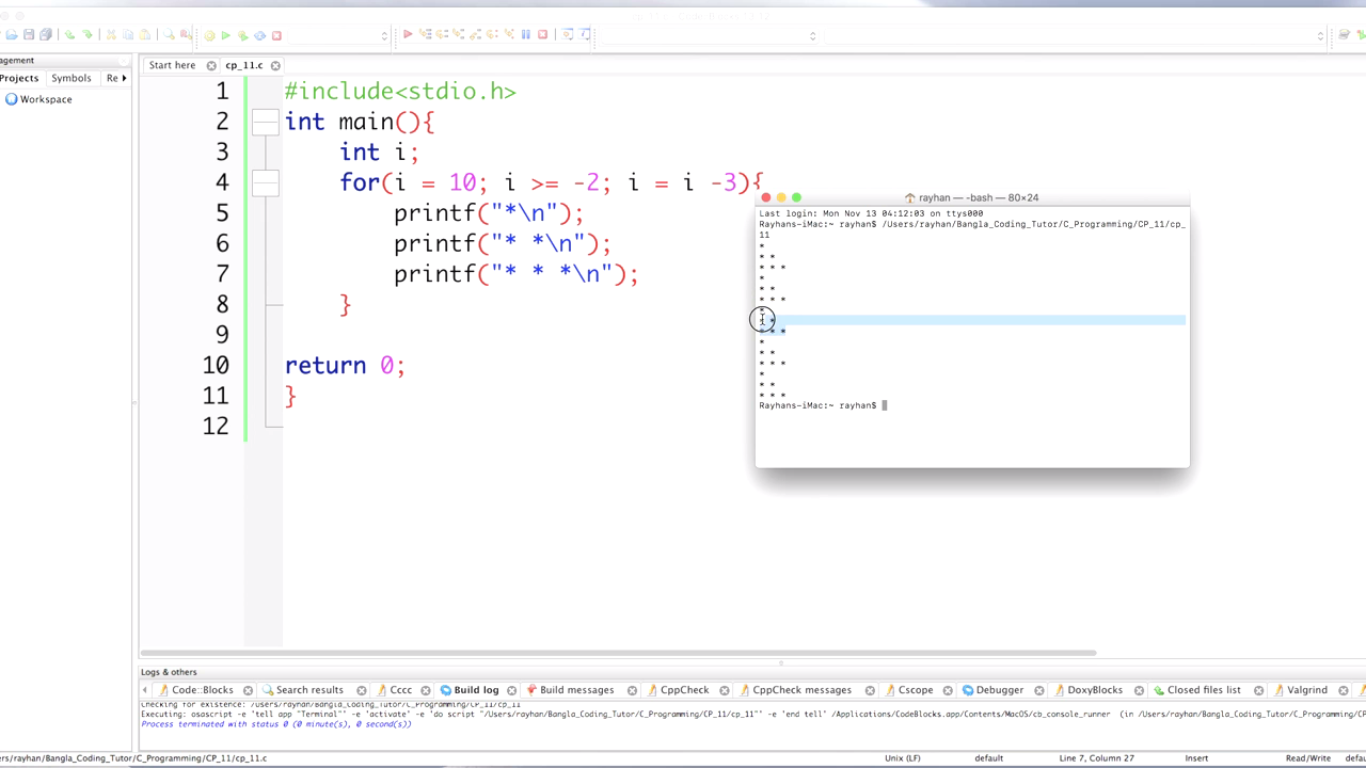 Start here cp_11.c
agement
Projects Symbols Re
Workspace
1 #include<stdio.h>
2 int main(){
3 int i;
4 for(i = 10; i >= -2; i = i -3){
5 printf("*\n");
6 printf("* *\n");
7 printf("* * *\n");
8 }
9
10 return 0;
11 }
12
rayhan — -bash — 80×24
Last login: Mon Nov 13 04:12:03 on ttys000
Rayhans-iMac:~ rayhan$ /Users/rayhan/Bangla_Coding_Tutor/C_Programming/CP_11/cp_
11
*
* *
* * *
*
* *
* * *
*
* *
* * *
*
* *
* * *
*
* *
* * *
Rayhans-iMac:~ rayhan$
Logs & others
Code::Blocks Search results Cccc Build log Build messages CppCheck CppCheck messages Cscope Debugger DoxyBlocks Closed files list Valgrind
Checking for existence: /Users/rayhan/Bangla_Coding_Tutor/C_Programming/CP_11/cp_11
Executing: osascript -e 'tell app "Terminal"' -e 'activate' -e 'do script "/Users/rayhan/Bangla_Coding_Tutor/C_Programming/CP_11/cp_11"' -e 'end tell' /Applications/CodeBlocks.app/Contents/MacOS/cb_console_runner (in /Users/rayhan/Bangla_Coding_Tutor/C_Programming/CP
Process terminated with status 0 (0 minute(s), 0 second(s))
ers/rayhan/Bangla_Coding_Tutor/C_Programming/CP_11/cp_11.c Unix (LF) default Line 7, Column 27 Insert Read/Write defau